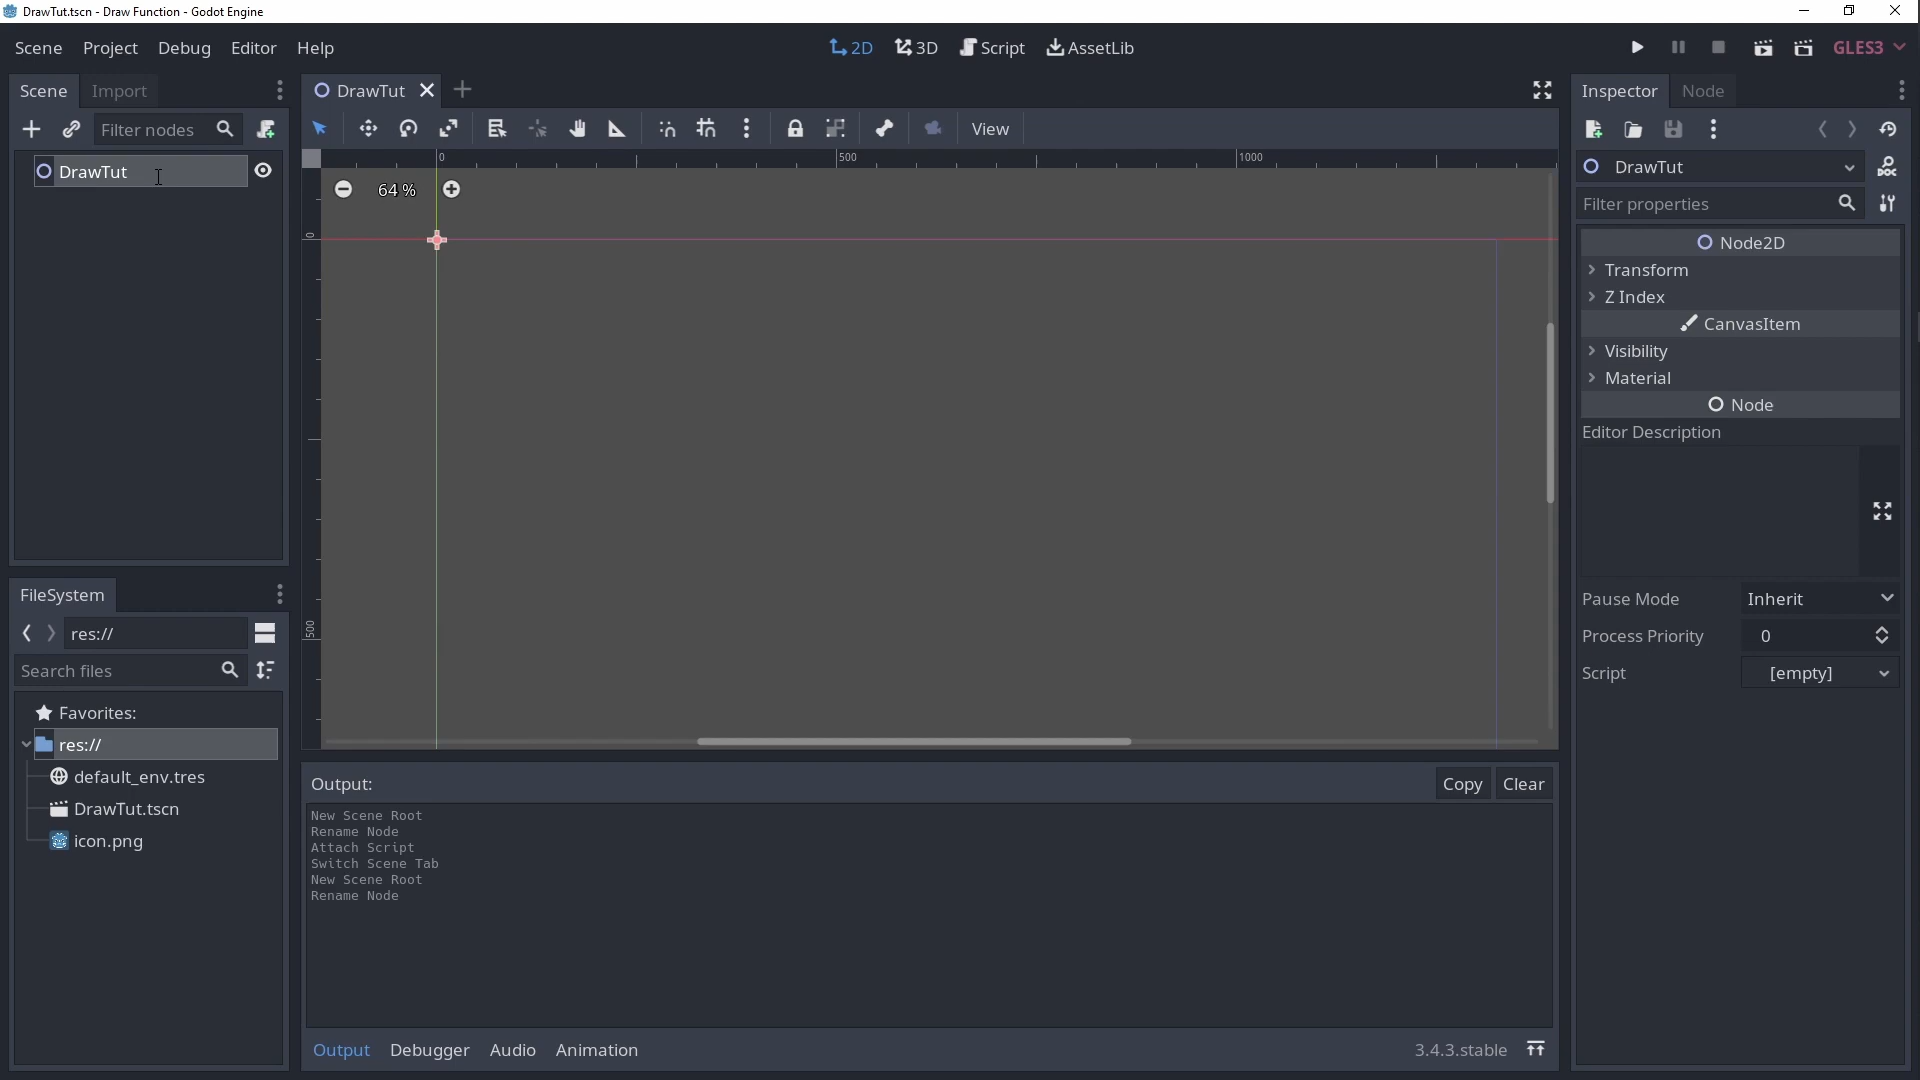 DrawTut.tscn - Draw Function - Godot Engine
Scene Project Debug Editor Help
2D 3D Script AssetLib
GLES3
Scene Import
DrawTut
Inspector Node
Filter nodes
View
DrawTut
DOC
DrawTut
Filter properties
0 500 1000
64 %
0
500
Node2D
Transform
Z Index
CanvasItem
Visibility
Material
Node
Editor Description
Pause Mode Inherit
Process Priority 0
Script [empty]
FileSystem
res://
Search files
Favorites:
res://
default_env.tres
DrawTut.tscn
icon.png
Output:
Copy Clear
New Scene Root
Rename Node
Attach Script
Switch Scene Tab
New Scene Root
Rename Node
Output Debugger Audio Animation
3.4.3.stable